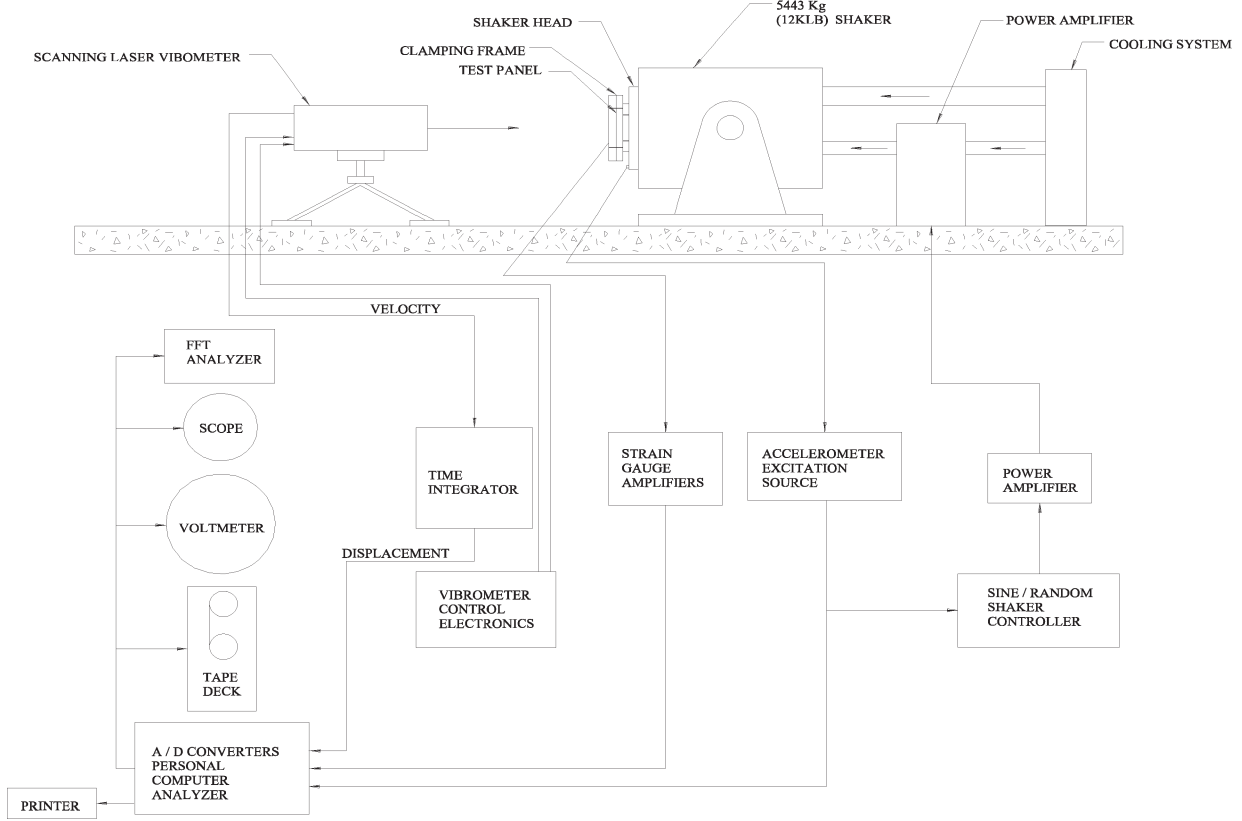 5443 Kg
(12KLB) SHAKER
SHAKER HEAD
POWER AMPLIFIER
CLAMPING FRAME
COOLING SYSTEM
SCANNING LASER VIBOMETER
TEST PANEL
VELOCITY
FFT
ANALYZER
SCOPE
TIME
INTEGRATOR
STRAIN
GAUGE
AMPLIFIERS
ACCELEROMETER
EXCITATION
SOURCE
POWER
AMPLIFIER
VOLTMETER
DISPLACEMENT
VIBROMETER
CONTROL
ELECTRONICS
SINE / RANDOM
SHAKER
CONTROLLER
TAPE
DECK
A / D CONVERTERS
PERSONAL
COMPUTER
ANALYZER
PRINTER